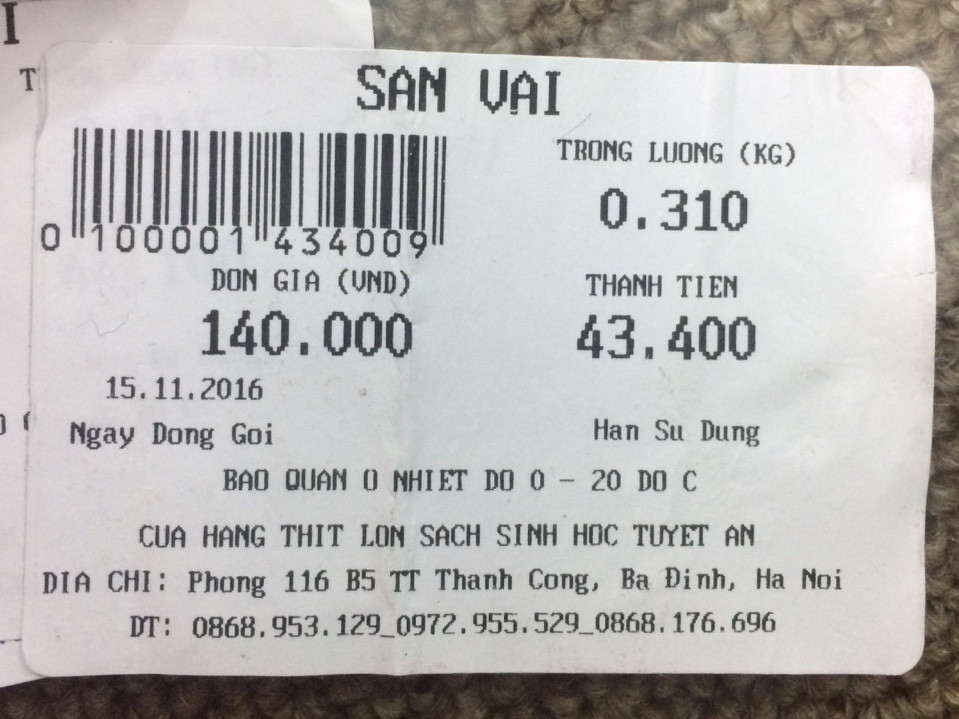 I
T
SAN VẠI
TRONG LUONG (KG)
0.310
0 100001 434009
DON GIA (VND)
140.000
THANH TIEN
43.400
15.11.2016
Ngay Dong Goi
Han Su Dung
BAO QUAN O NHIET DO 0 - 20 DO C
CUA HANG THIT LON SACH SINH HOC TUYET AN
DIA CHI: Phong 116 B5 TT Thanh Cong, Ba Đinh, Ha Noi
DT: 0868.953.129_0972.955.529_0868.176.696